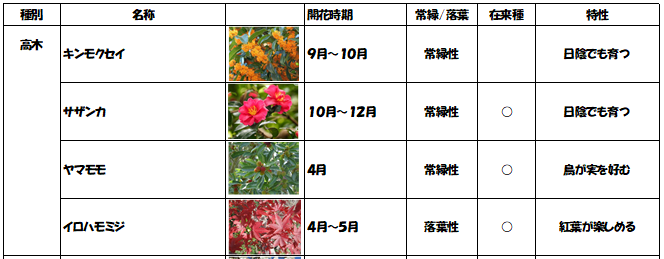 種別 名称 開花時期 常緑/落葉 在来種 特性
高木 キンモクセイ 9月～10月 常緑性 日陰でも育つ
サザンカ 10月～12月 常緑性 ○ 日陰でも育つ
ヤマモモ 4月 常緑性 ○ 鳥が実を好む
イロハモミジ 4月～5月 落葉性 ○ 紅葉が楽しめる